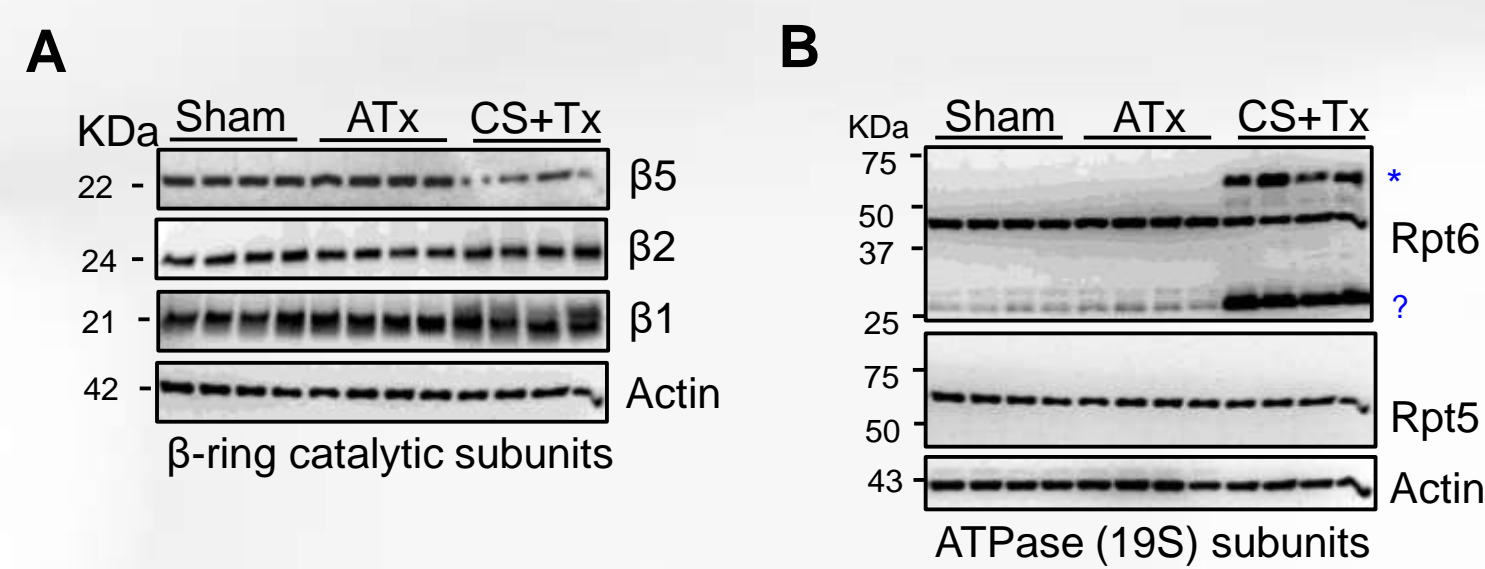 A
KDa
Sham ATx CS+Tx
22 - β5
24 - β2
21 - β1
42 - Actin
β-ring catalytic subunits
B
KDa
Sham ATx CS+Tx
75 - *
50 -
Rpt6
37 -
25 - ?
75 -
Rpt5
50 -
43 - Actin
ATPase (19S) subunits